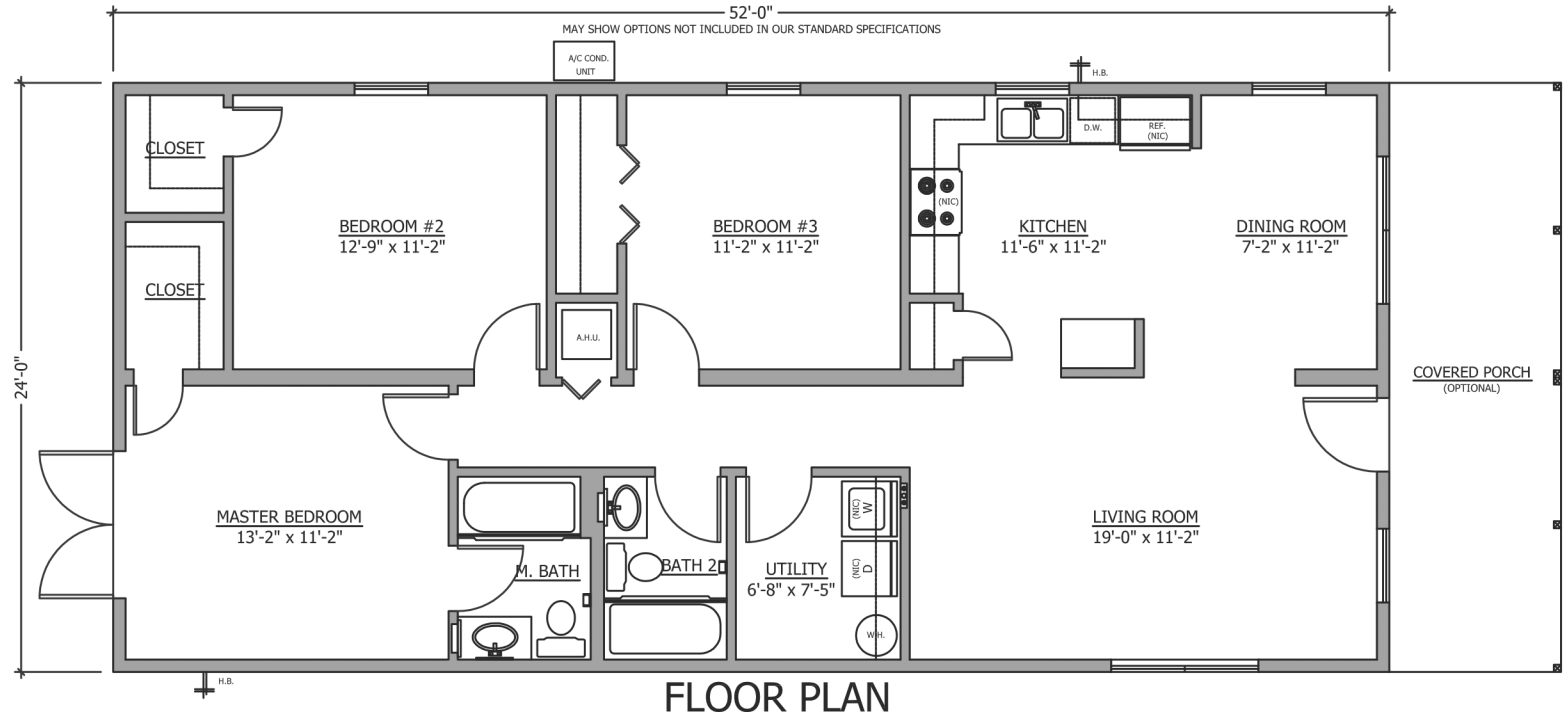 52'-0"
MAY SHOW OPTIONS NOT INCLUDED IN OUR STANDARD SPECIFICATIONS
A/C COND.
UNIT
H.B.
CLOSET
BEDROOM #2
12'-9" x 11'-2"
BEDROOM #3
11'-2" x 11'-2"
D.W.
REF.
(NIC)
(NIC)
KITCHEN
11'-6" x 11'-2"
DINING ROOM
7'-2" x 11'-2"
CLOSET
A.H.U.
24'-0"
COVERED PORCH
(OPTIONAL)
MASTER BEDROOM
13'-2" x 11'-2"
M. BATH
BATH 2
UTILITY
6'-8" x 7'-5"
(NIC)
W
(NIC)
D
W.H.
LIVING ROOM
19'-0" x 11'-2"
H.B.
FLOOR PLAN